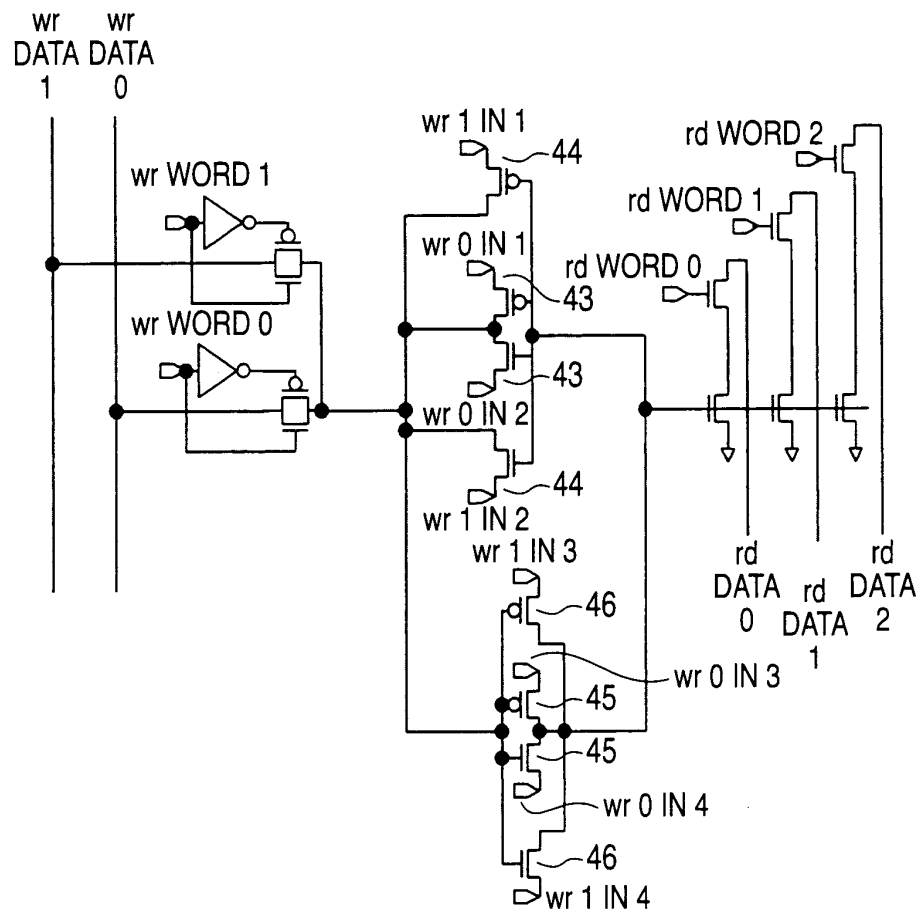 wr
DATA
1
wr
DATA
0
wr WORD 1
wr WORD 0
wr 1 IN 1
44
wr 0 IN 1
43
43
wr 0 IN 2
44
wr 1 IN 2
wr 1 IN 3
46
wr 0 IN 3
45
45
wr 0 IN 4
46
wr 1 IN 4
rd WORD 2
rd WORD 1
rd WORD 0
rd
DATA
0
rd
DATA
1
rd
DATA
2